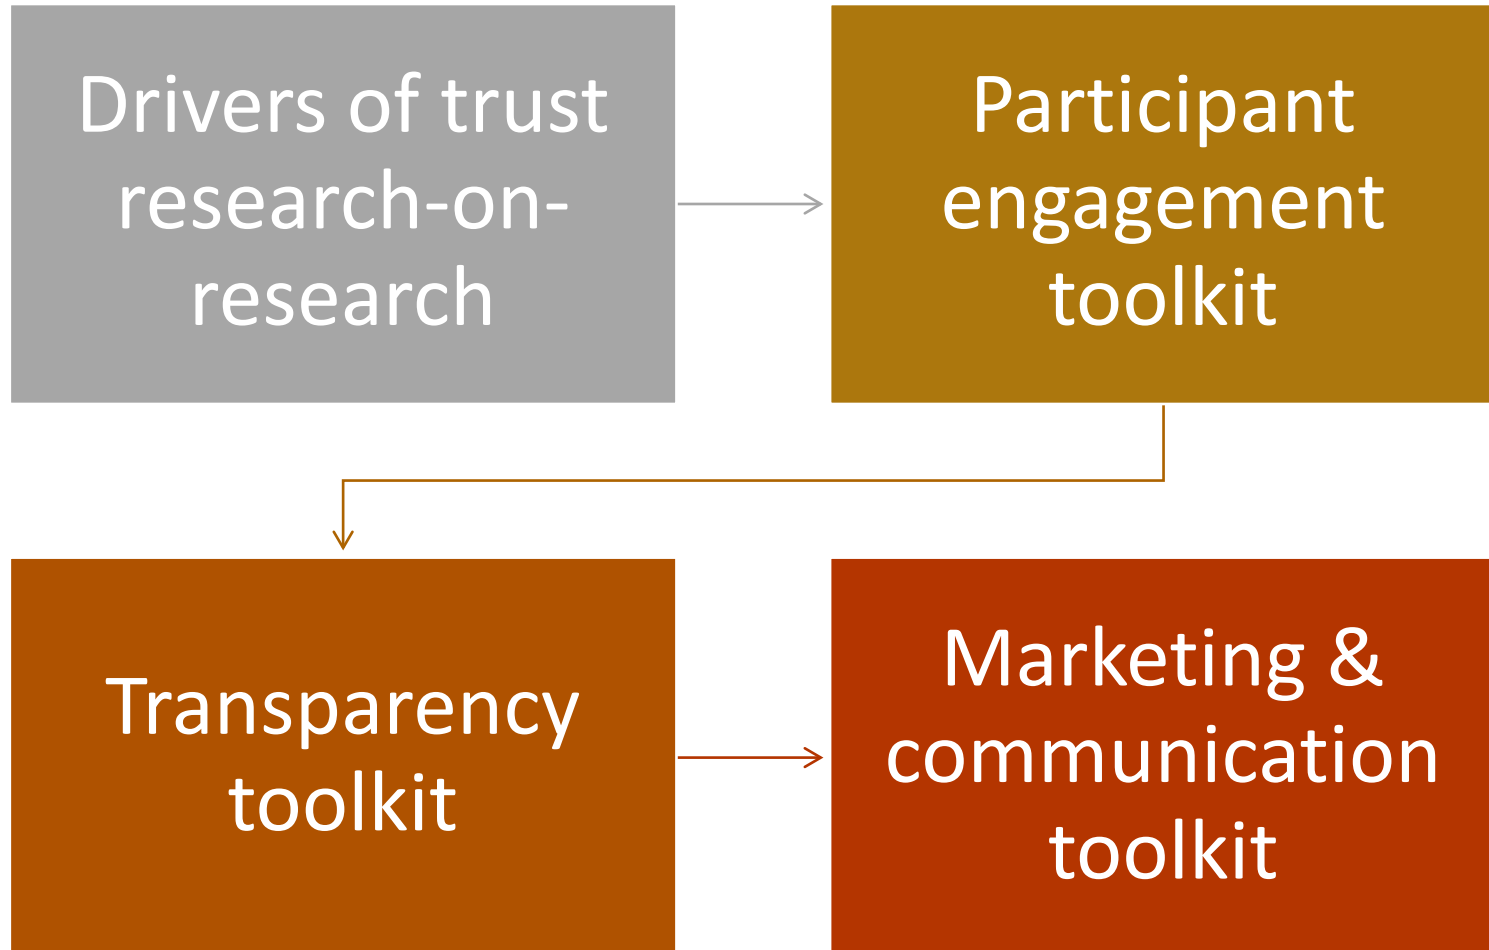 Drivers of trust
research-on-
research
Participant
engagement
toolkit
Transparency
toolkit
Marketing &
communication
toolkit